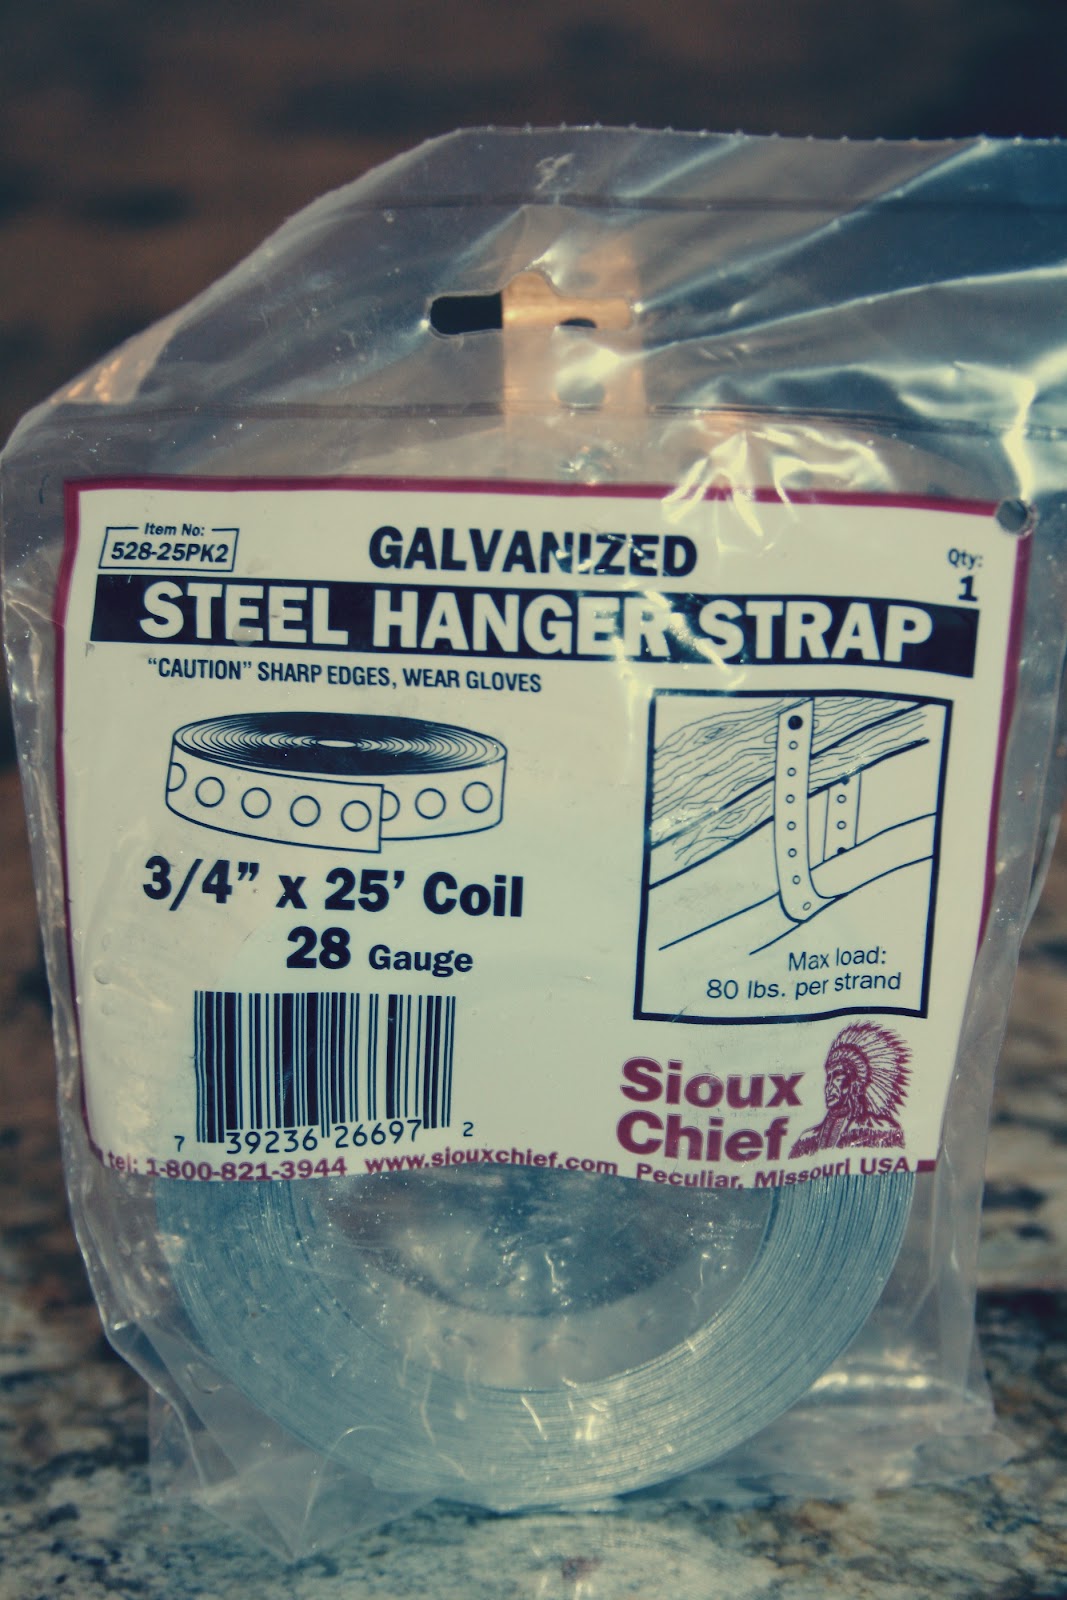 Item No:
528-25PK2
GALVANIZED
Qty:
1
STEEL HANGER STRAP
“CAUTION” SHARP EDGES, WEAR GLOVES
3/4” x 25’ Coil
28 Gauge
Max load:
80 lbs. per strand
Sioux
Chief
7 39236 26697 2
tel: 1-800-821-3944 www.siouxchief.com Peculiar, Missouri USA